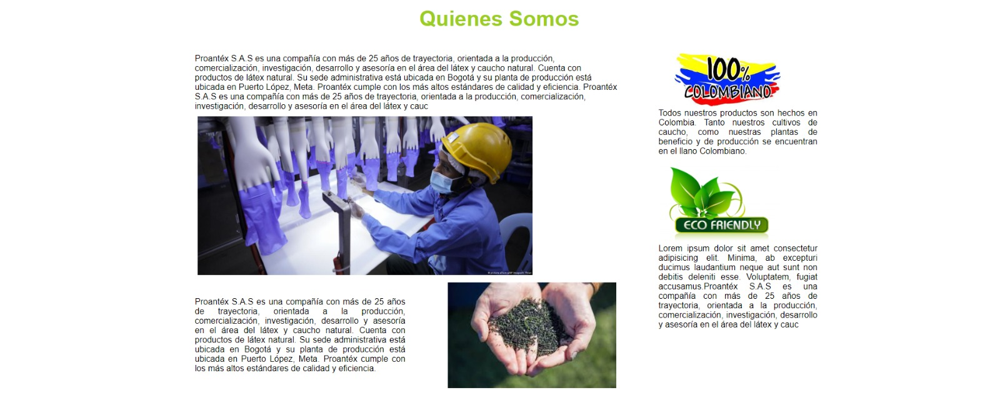 Quienes Somos
Proantéx S.A.S es una compañía con más de 25 años de trayectoria, orientada a la producción,
comercialización, investigación, desarrollo y asesoría en el área del látex y caucho natural. Cuenta con
productos de látex natural. Su sede administrativa está ubicada en Bogotá y su planta de producción está
ubicada en Puerto López, Meta. Proantéx cumple con los más altos estándares de calidad y eficiencia. Proantéx
S.A.S es una compañía con más de 25 años de trayectoria, orientada a la producción, comercialización,
investigación, desarrollo y asesoría en el área del látex y cauc
Proantéx S.A.S es una compañía con más de 25 años
de trayectoria, orientada a la producción,
comercialización, investigación, desarrollo y asesoría
en el área del látex y caucho natural. Cuenta con
productos de látex natural. Su sede administrativa está
ubicada en Bogotá y su planta de producción está
ubicada en Puerto López, Meta. Proantéx cumple con
los más altos estándares de calidad y eficiencia.
100%
COLOMBIANO
Todos nuestros productos son hechos en
Colombia. Tanto nuestros cultivos de
caucho, como nuestras plantas de
beneficio y de producción se encuentran
en el llano Colombiano.
ECO FRIENDLY
Lorem ipsum dolor sit amet consectetur
adipisicing elit. Minima, ab excepturi
ducimus laudantium neque aut sunt non
debitis deleniti esse. Voluptatem, fugiat
accusamus.Proantéx S.A.S es una
compañía con más de 25 años de
trayectoria, orientada a la producción,
comercialización, investigación, desarrollo
y asesoría en el área del látex y cauc